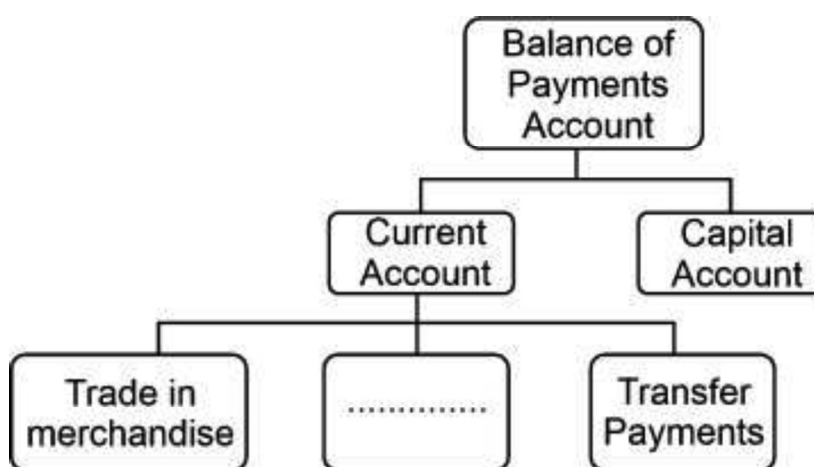 Balance of
Payments
Account
Current
Account
Capital
Account
Trade in
merchandise
..................
Transfer
Payments